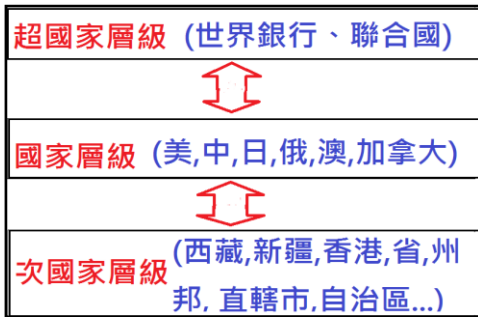 超國家層級 (世界銀行、聯合國)
國家層級 (美,中,日,俄,澳,加拿大)
次國家層級 (西藏,新疆,香港,省,州
邦, 直轄市,自治區...)